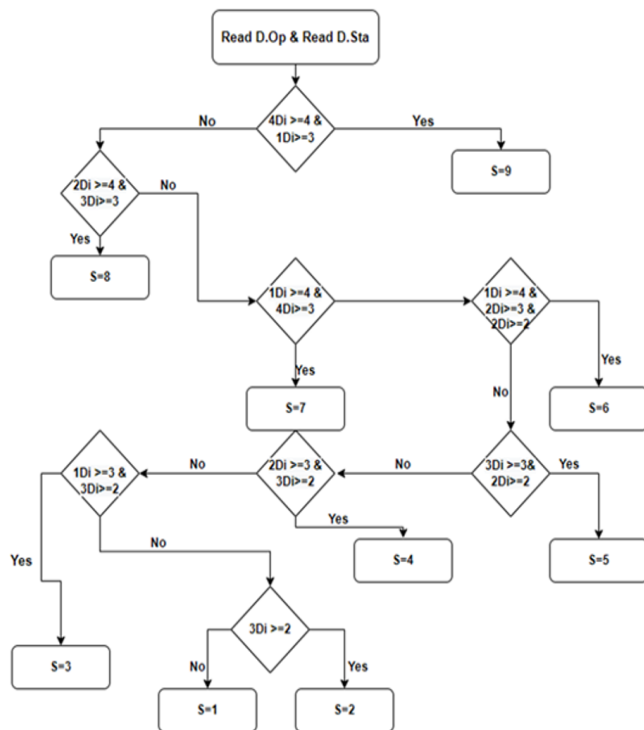 Read D.Op & Read D.Sta
4Di >=4 &
1Di>=3
No
Yes
S=9
2Di >=4 &
3Di>=3
No
Yes
S=8
1Di >=4 &
4Di>=3
1Di >=4 &
2Di>=3 &
2Di>=2
Yes
Yes
No
S=7
S=6
1Di >=3 &
3Di>=2
No
2Di >=3 &
3Di>=2
No
3Di >=3&
2Di>=2
Yes
Yes
Yes
No
S=4
S=5
3Di >=2
S=3
No
Yes
S=1
S=2